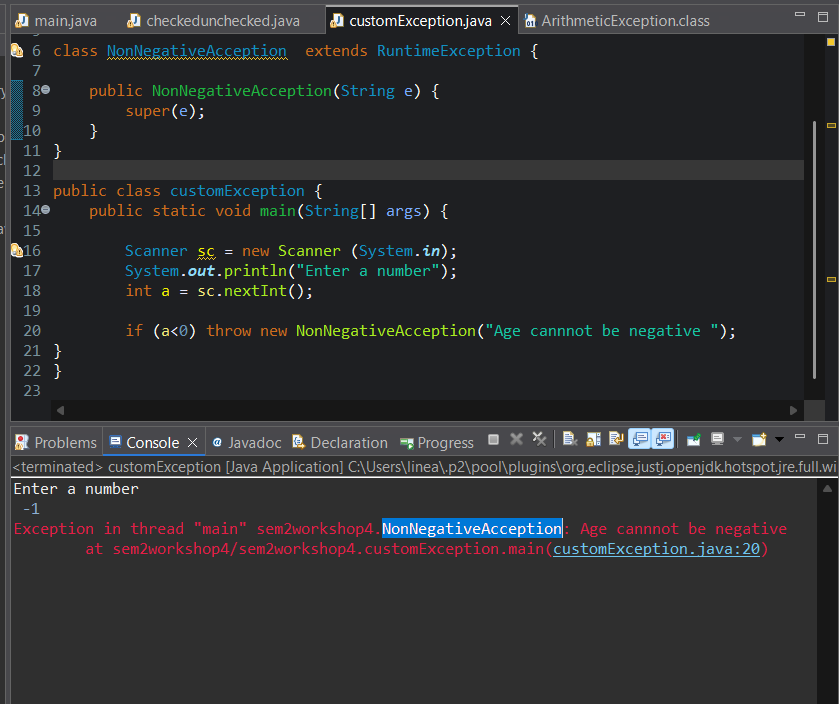 main.java checkedunchecked.java customException.java ArithmeticException.class
6 class NonNegativeAcception extends RuntimeException {
7
8 public NonNegativeAcception(String e) {
9 super(e);
10 }
11 }
12
13 public class customException {
14 public static void main(String[] args) {
15
16 Scanner sc = new Scanner (System.in);
17 System.out.println("Enter a number");
18 int a = sc.nextInt();
19
20 if (a<0) throw new NonNegativeAcception("Age cannnot be negative ");
21 }
22 }
23
Problems Console Javadoc Declaration Progress
<terminated> customException [Java Application] C:\Users\linea\.p2\pool\plugins\org.eclipse.justj.openjdk.hotspot.jre.full.wi
Enter a number
-1
Exception in thread "main" sem2workshop4.NonNegativeAcception: Age cannnot be negative
at sem2workshop4/sem2workshop4.customException.main(customException.java:20)